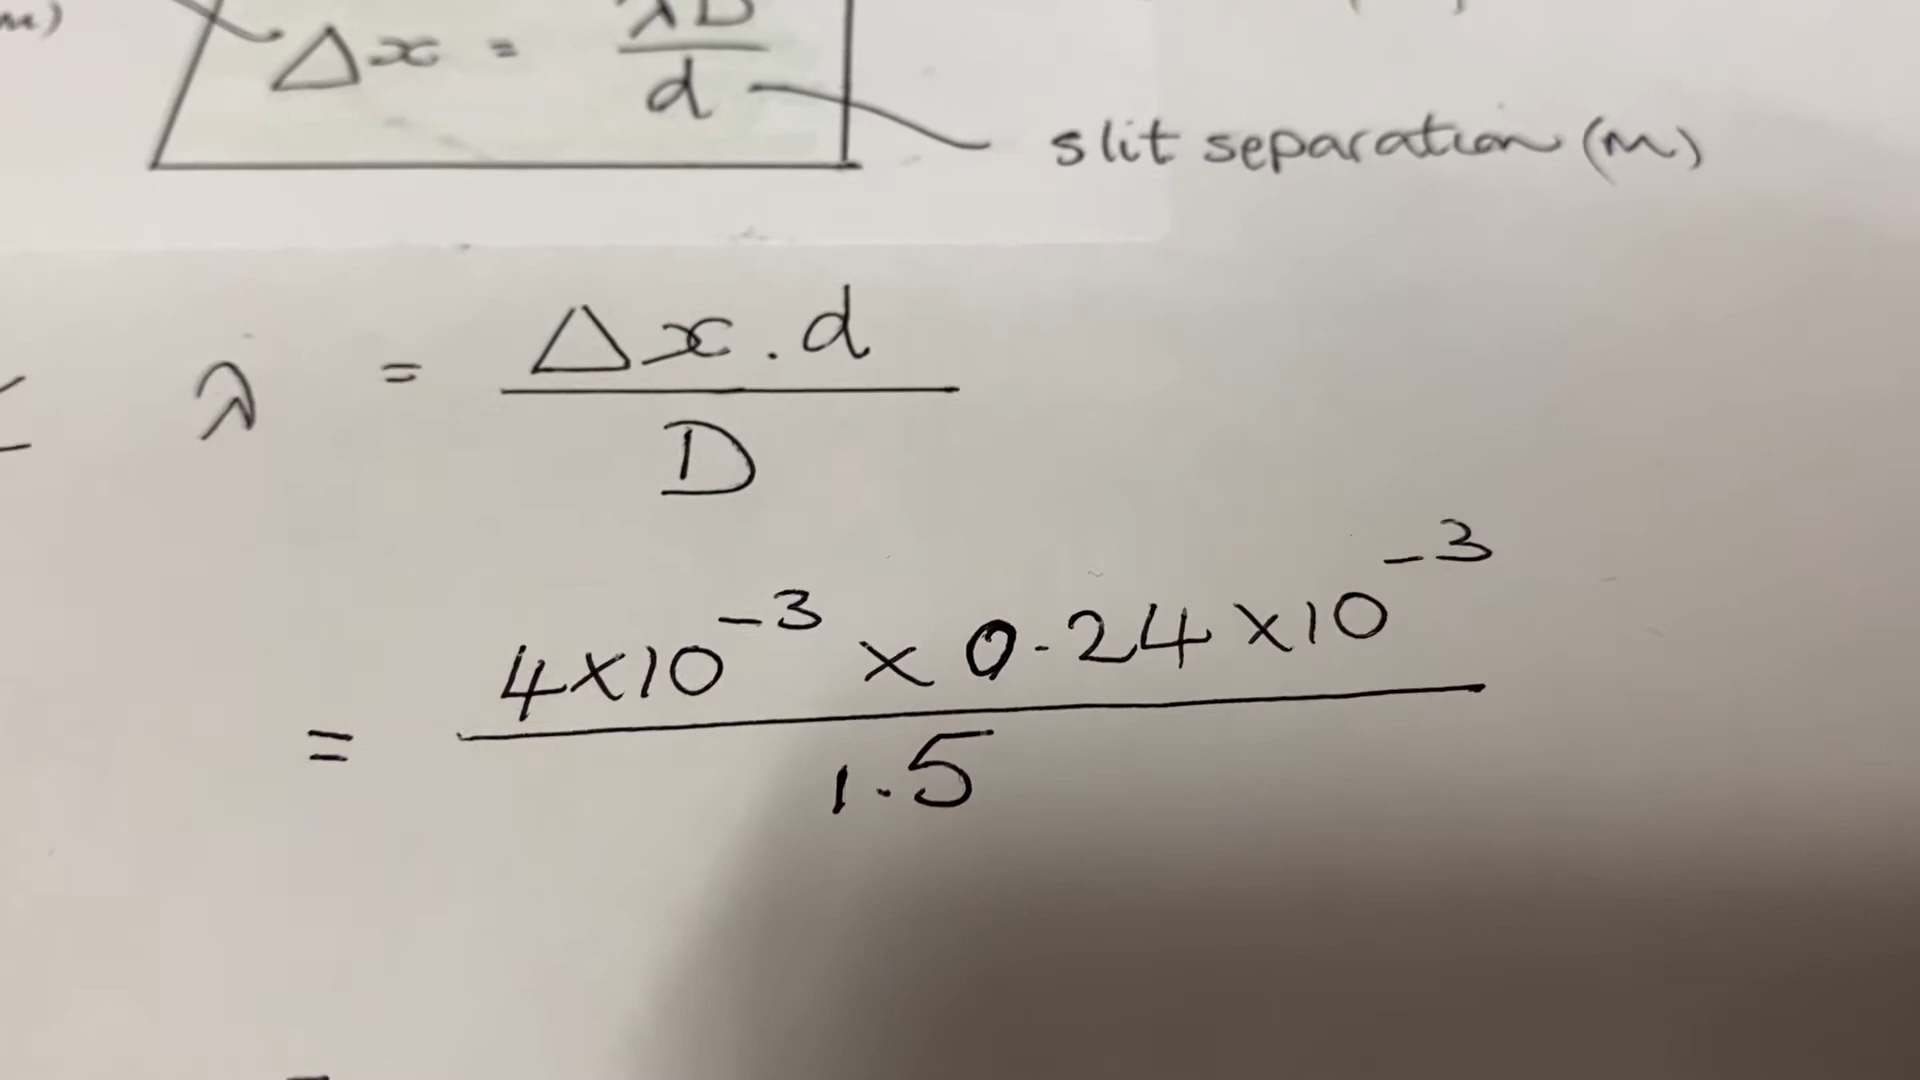 m)
Δx = λD / d
slit separation (m)
λ = Δx . d / D
= 4×10⁻³ × 0.24×10⁻³ / 1.5